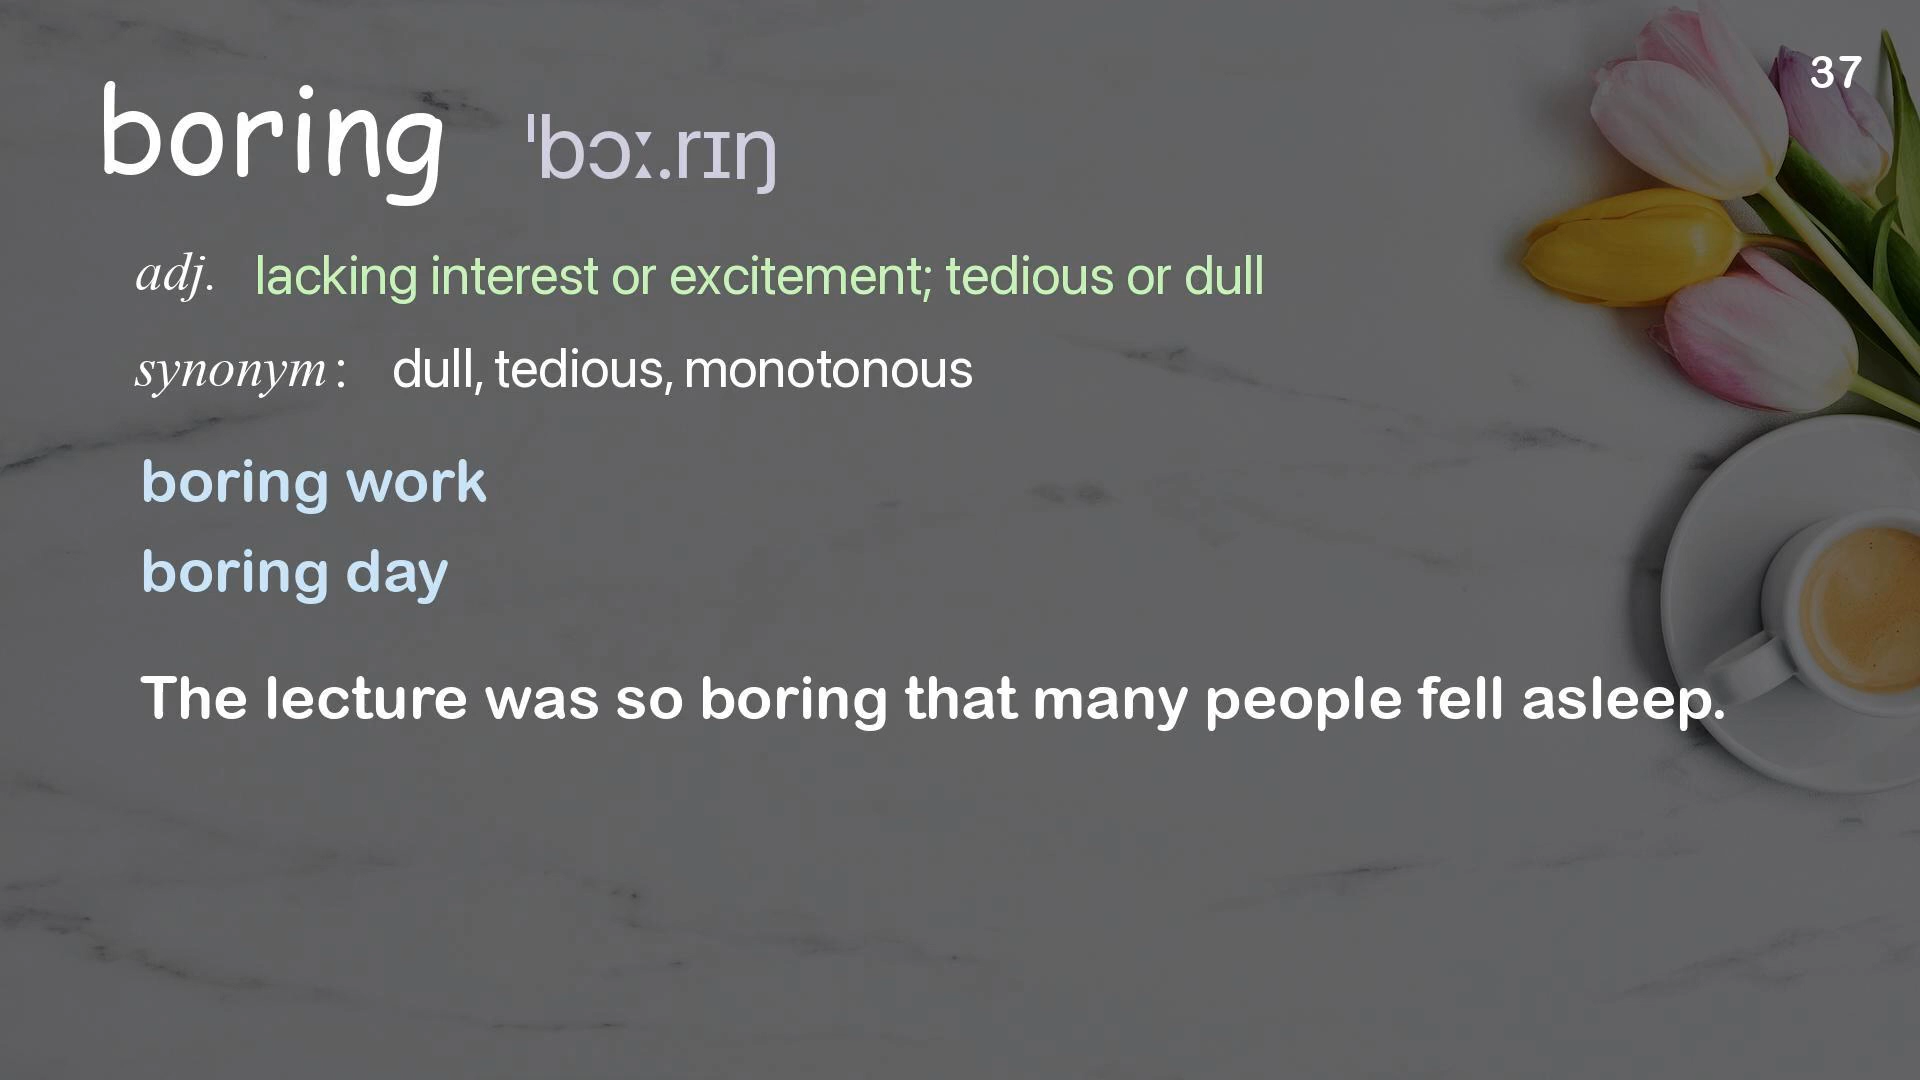 37
boring ˈbɔː.rɪŋ
adj. lacking interest or excitement; tedious or dull
synonym : dull, tedious, monotonous
boring work
boring day
The lecture was so boring that many people fell asleep.